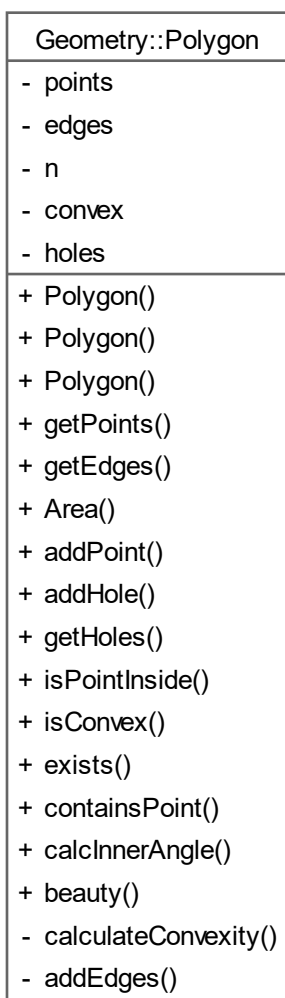 Geometry::Polygon
- points
- edges
- n
- convex
- holes
+ Polygon()
+ Polygon()
+ Polygon()
+ getPoints()
+ getEdges()
+ Area()
+ addPoint()
+ addHole()
+ getHoles()
+ isPointInside()
+ isConvex()
+ exists()
+ containsPoint()
+ calcInnerAngle()
+ beauty()
- calculateConvexity()
- addEdges()